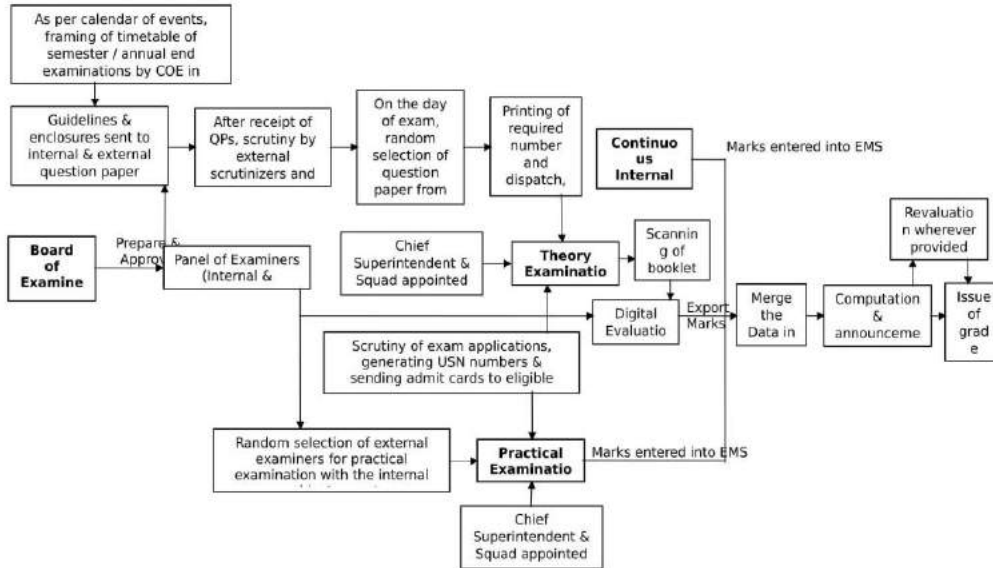 As per calendar of events,
framing of timetable of
semester / annual end
examinations by COE in
Guidelines &
enclosures sent to
internal & external
question paper
After receipt of
QPs, scrutiny by
external
scrutinizers and
On the day
of exam,
random
selection of
question
paper from
Printing of
required
number
and
dispatch,
Continuo
us
Internal
Marks entered into EMS
Revaluatio
n wherever
provided
Board
of
Examine
Prepare &
Approv
Panel of Examiners
(Internal &
Chief
Superintendent &
Squad appointed
Theory
Examinatio
Scannin
g of
booklet
Digital
Evaluatio
Export
Marks
Merge
the
Data in
Computation
&
announceme
Issue
of
grad
e
Scrutiny of exam applications,
generating USN numbers &
sending admit cards to eligible
Random selection of external
examiners for practical
examination with the internal
Practical
Examinatio
Marks entered into EMS
Chief
Superintendent &
Squad appointed